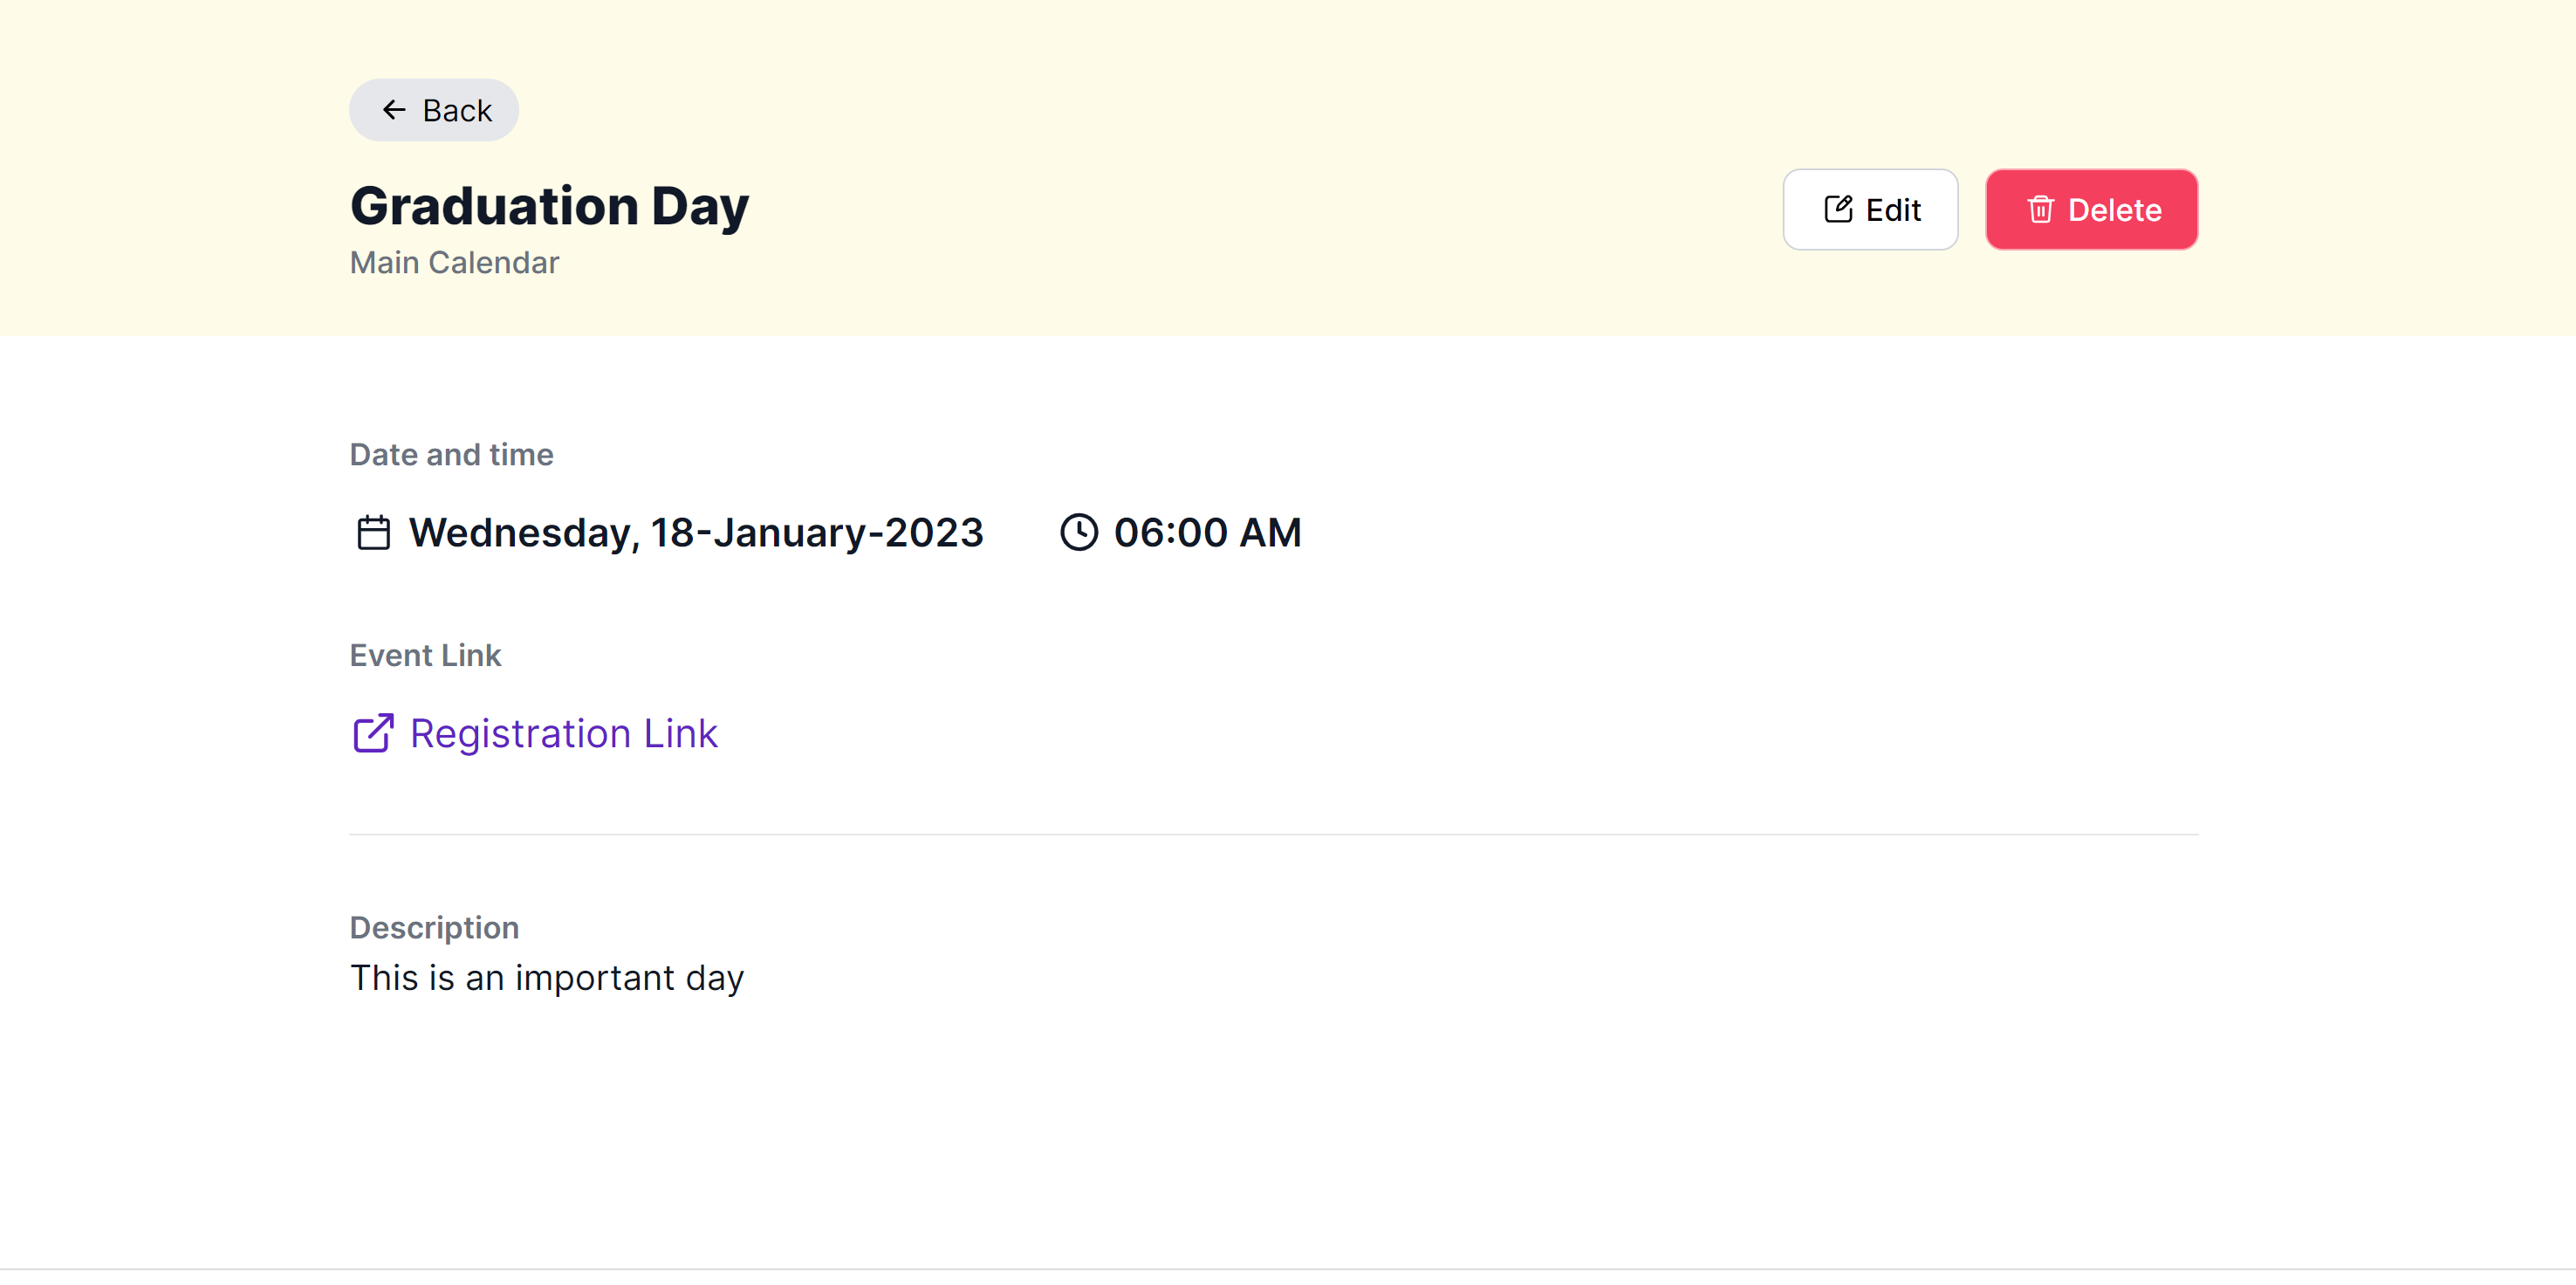 Back
Graduation Day
Main Calendar
Edit
Delete
Date and time
Wednesday, 18-January-2023
06:00 AM
Event Link
Registration Link
Description
This is an important day